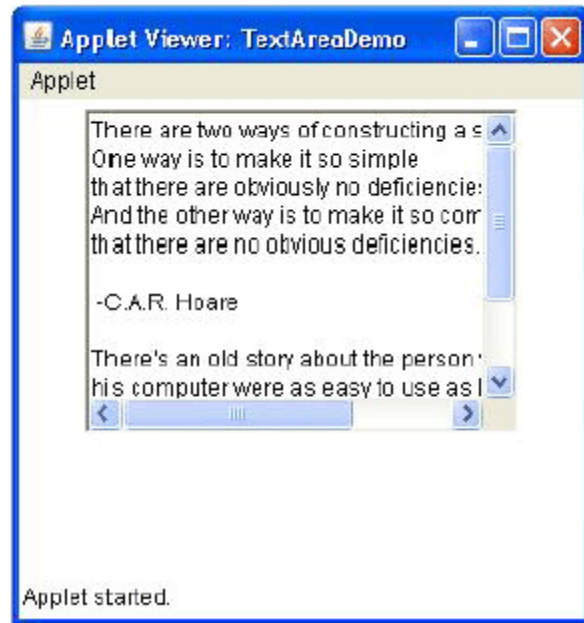 Applet Viewer: TextAreaDemo
Applet
There are two ways of constructing a s
One way is to make it so simple
that there are obviously no deficiencies
And the other way is to make it so com
that there are no obvious deficiencies.
-C.A.R. Hoare
There's an old story about the person
his computer were as easy to use as
Applet started.